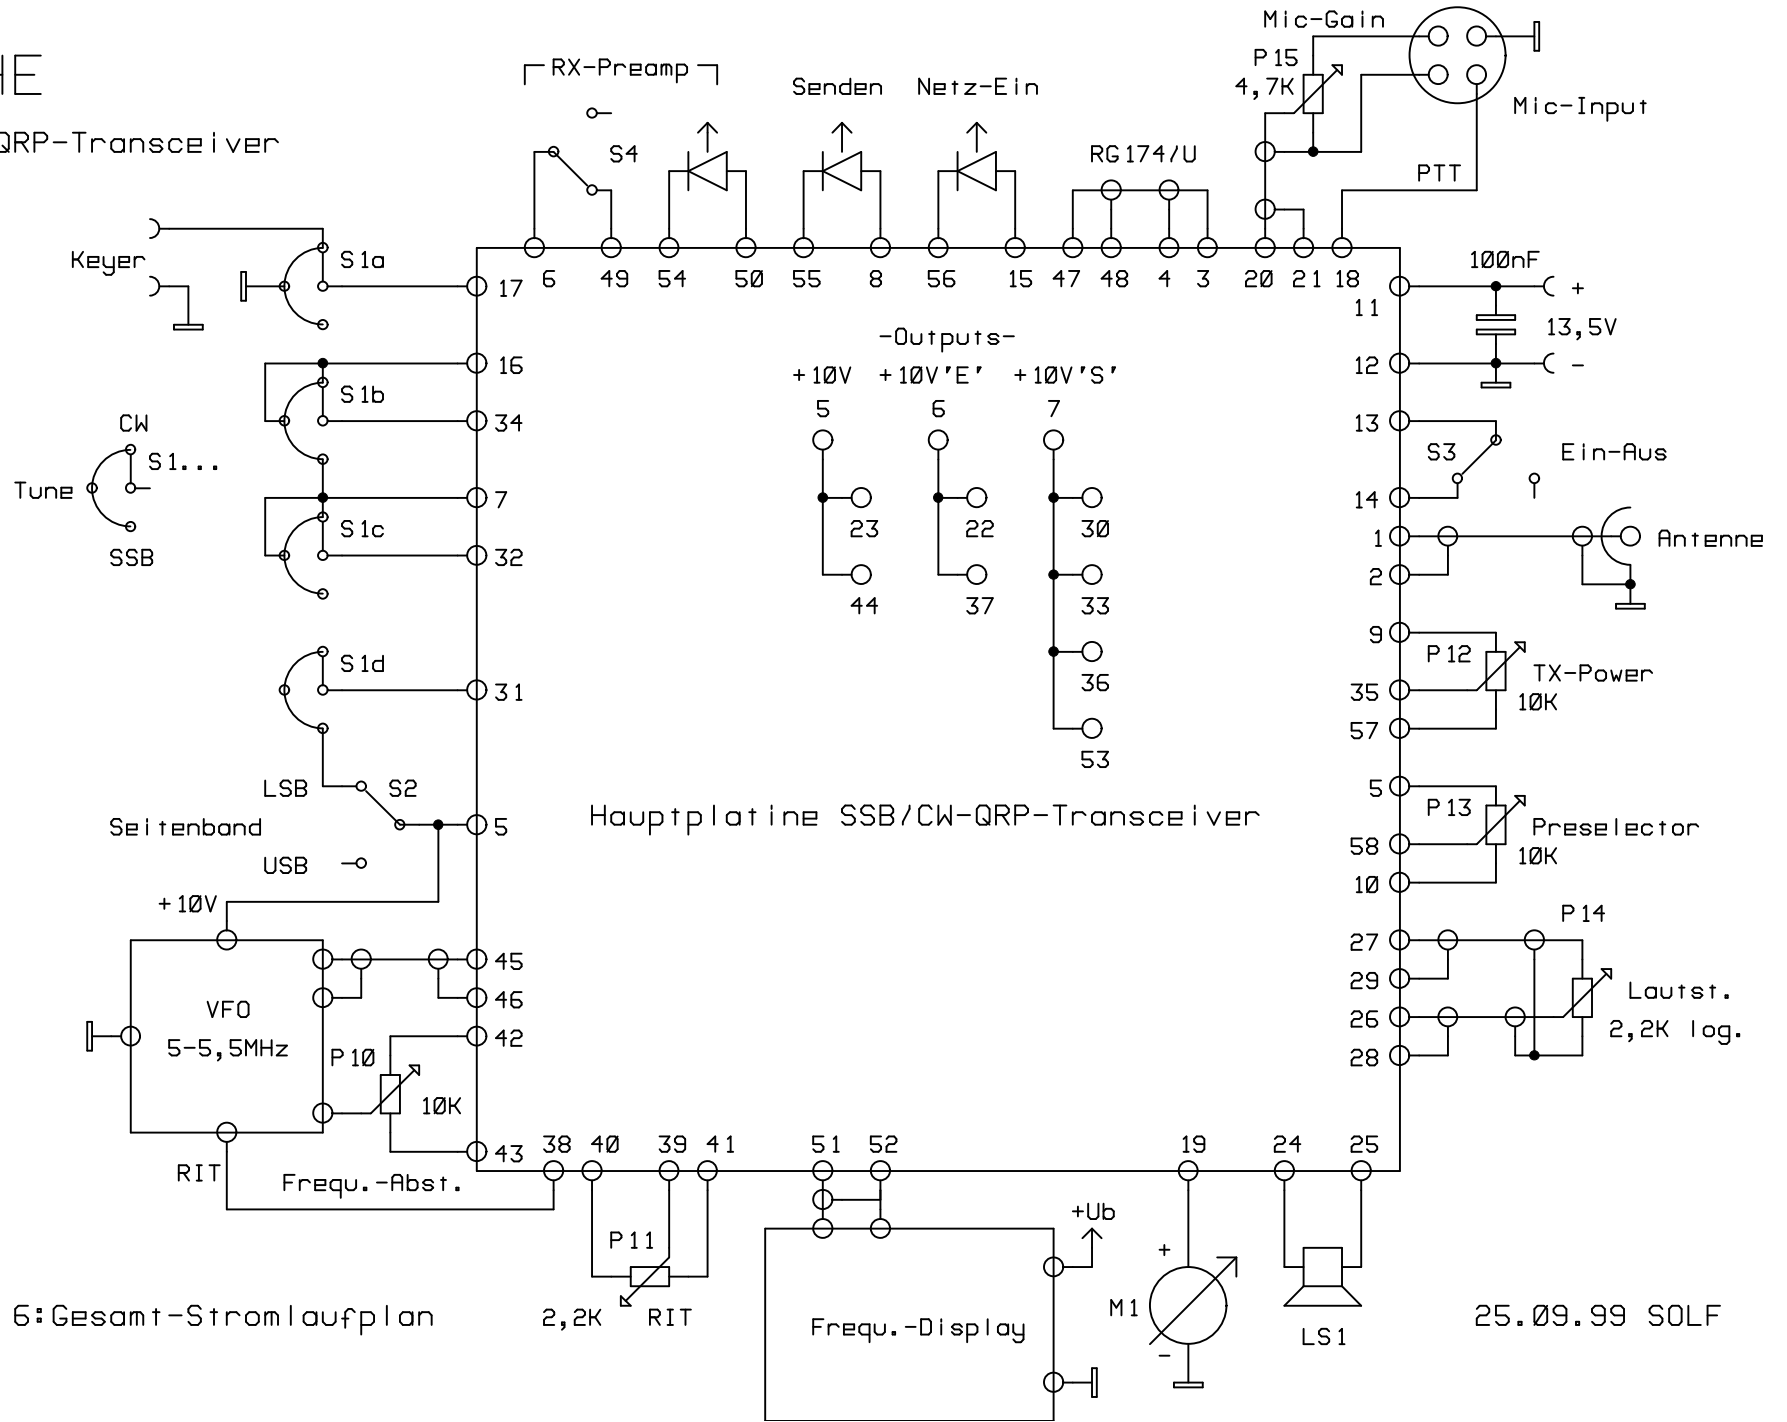 HE
QRP-Transceiver
RX-Preamp
Senden
Netz-Ein
Mic-Gain
P15
4,7K
Mic-Input
PTT
S4
RG174/U
6
49
54
50
55
8
56
15
47
48
4
3
20
21
18
Keyer
S1a
17
16
S1b
34
CW
S1...
Tune
SSB
7
S1c
32
S1d
31
LSB
S2
Seitenband
USB
5
+10V
VFO
5-5,5MHz
45
46
42
P10
10K
43
RIT
Frequ.-Abst.
-Outputs-
+10V
+10V'E'
+10V'S'
5
6
7
23
22
30
44
37
33
36
53
Hauptplatine SSB/CW-QRP-Transceiver
100nF
11
+
13,5V
12
-
13
S3
Ein-Aus
14
1
Antenne
2
9
P12
TX-Power
35
10K
57
5
P13
Preselector
58
10K
10
P14
27
29
Lautst.
26
2,2K log.
28
38
40
39
41
51
52
19
24
25
P11
2,2K
RIT
+Ub
Frequ.-Display
+
M1
-
LS1
6:Gesamt-Stromlaufplan
25.09.99 SOLF